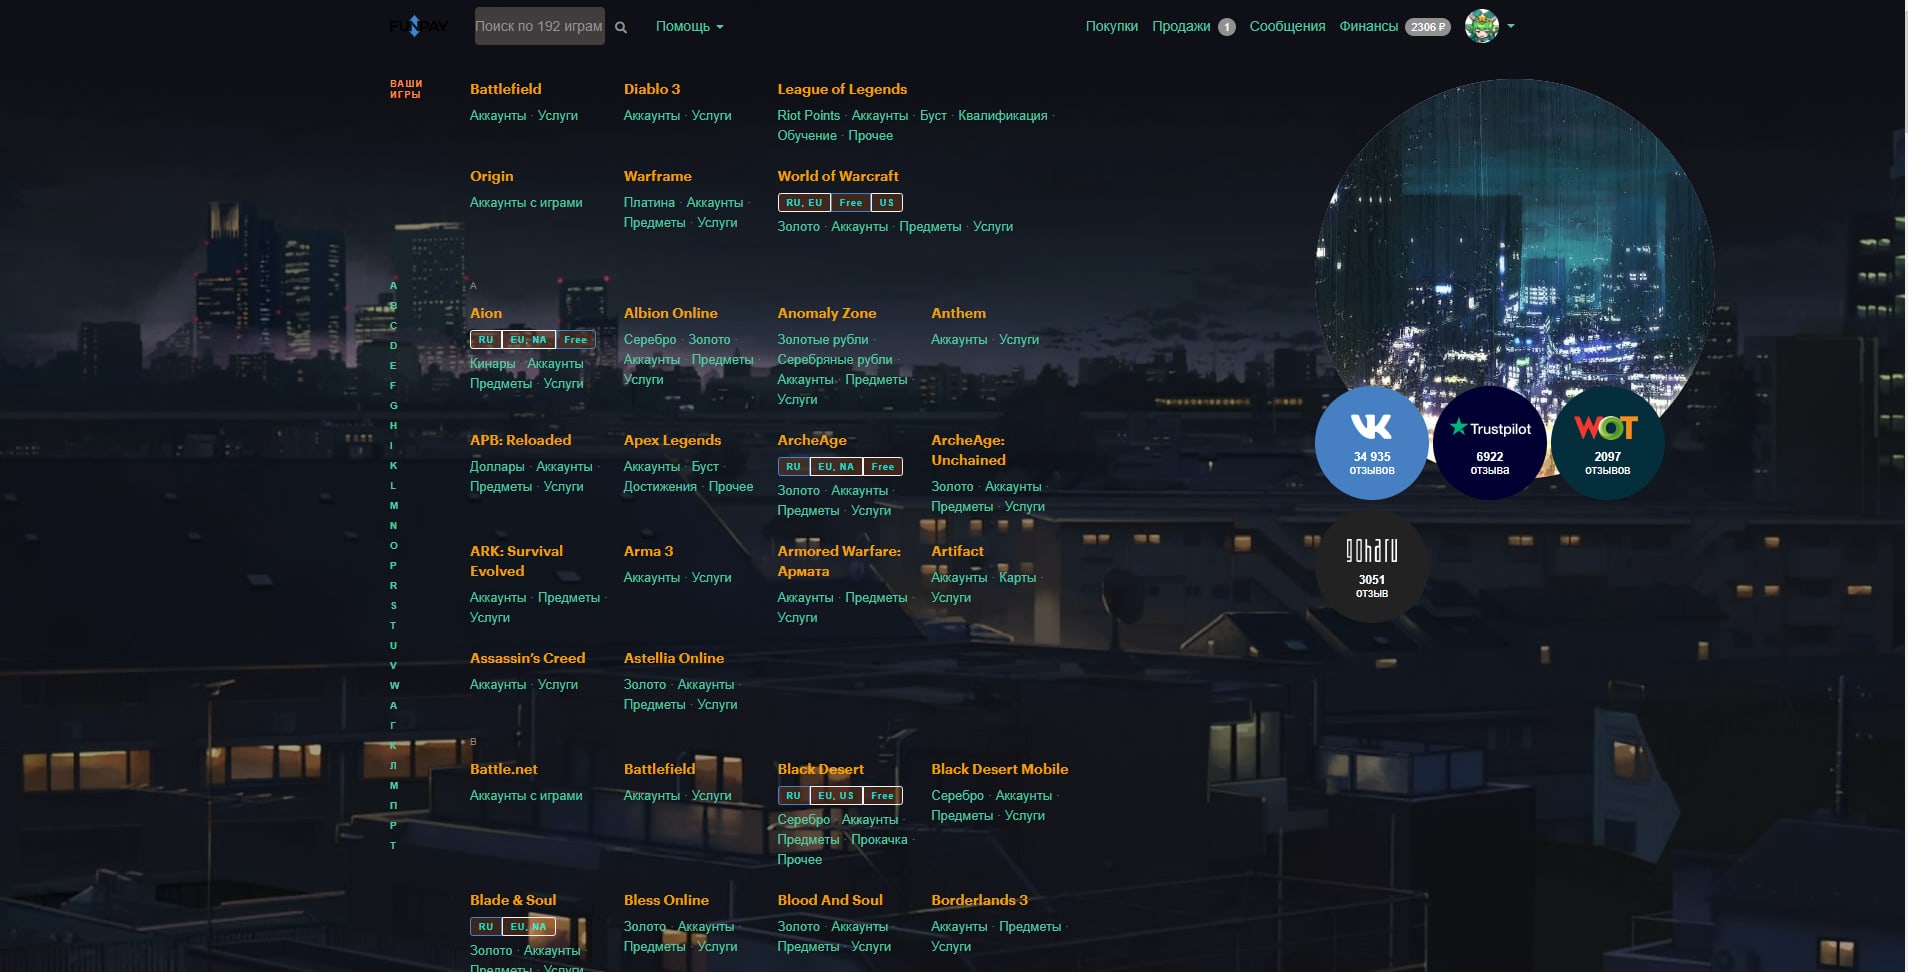 FUNPAY
Поиск по 192 играм
Помощь
Покупки
Продажи 1
Сообщения
Финансы 2306 ₽
ВАШИ
ИГРЫ
Battlefield
Аккаунты · Услуги
Diablo 3
Аккаунты · Услуги
League of Legends
Riot Points · Аккаунты · Буст · Квалификация ·
Обучение · Прочее
Origin
Аккаунты с играми
Warframe
Платина · Аккаунты ·
Предметы · Услуги
World of Warcraft
RU, EU Free US
Золото · Аккаунты · Предметы · Услуги
A
B
C
D
E
F
G
H
I
K
L
M
N
O
P
R
S
T
U
V
W
А
Г
К
Л
М
П
Р
Т
A
Aion
RU EU, NA Free
Кинары · Аккаунты ·
Предметы · Услуги
Albion Online
Серебро · Золото ·
Аккаунты · Предметы ·
Услуги
Anomaly Zone
Золотые рубли ·
Серебряные рубли ·
Аккаунты · Предметы ·
Услуги
Anthem
Аккаунты · Услуги
APB: Reloaded
Доллары · Аккаунты ·
Предметы · Услуги
Apex Legends
Аккаунты · Буст ·
Достижения · Прочее
ArcheAge
RU EU, NA Free
Золото · Аккаунты ·
Предметы · Услуги
ArcheAge:
Unchained
Золото · Аккаунты ·
Предметы · Услуги
ARK: Survival
Evolved
Аккаунты · Предметы ·
Услуги
Arma 3
Аккаунты · Услуги
Armored Warfare:
Армата
Аккаунты · Предметы ·
Услуги
Artifact
Аккаунты · Карты ·
Услуги
Assassin’s Creed
Аккаунты · Услуги
Astellia Online
Золото · Аккаунты ·
Предметы · Услуги
B
Battle.net
Аккаунты с играми
Battlefield
Аккаунты · Услуги
Black Desert
RU EU, US Free
Серебро · Аккаунты ·
Предметы · Прокачка ·
Прочее
Black Desert Mobile
Серебро · Аккаунты ·
Предметы · Услуги
Blade & Soul
RU EU, NA
Золото · Аккаунты ·
Предметы · Услуги
Bless Online
Золото · Аккаунты ·
Предметы · Услуги
Blood And Soul
Золото · Аккаунты ·
Предметы · Услуги
Borderlands 3
Аккаунты · Предметы ·
Услуги
VK
34 935
отзывов
Trustpilot
6922
отзыва
WOT
2097
отзывов
goharu
3051
отзыв